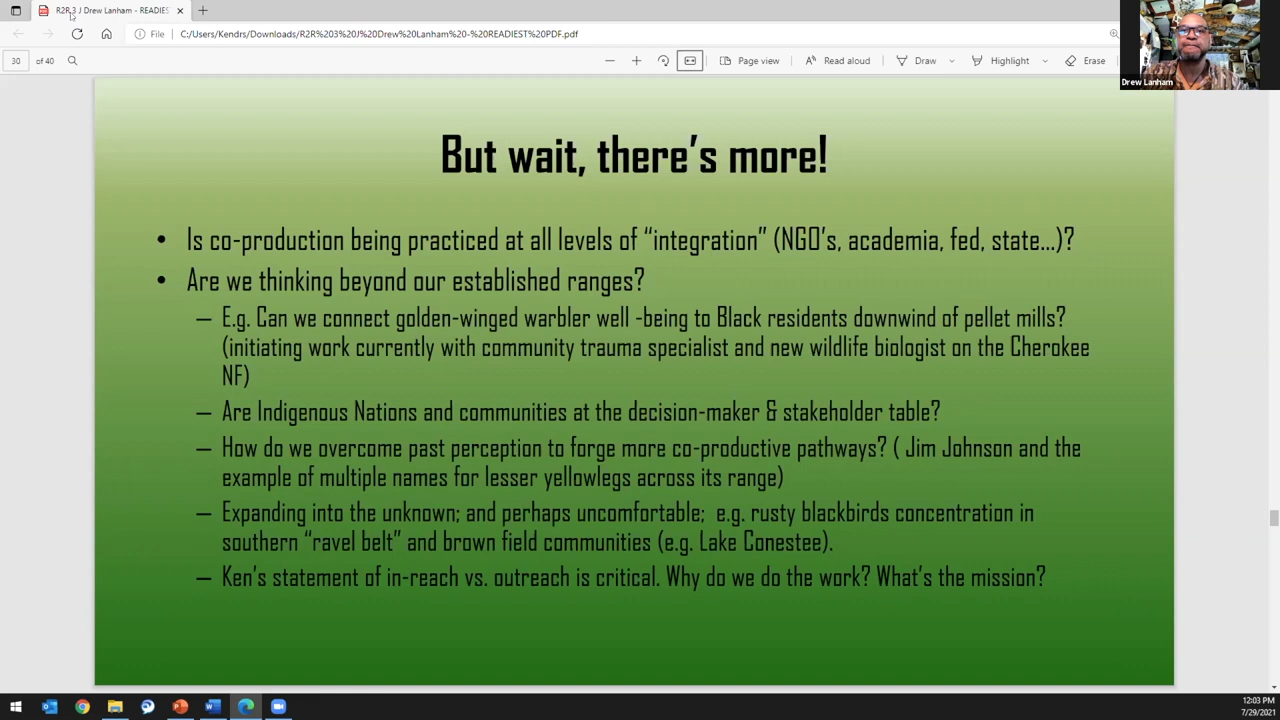 R2R 3 J Drew Lanham - READIES
File
C:/Users/Kendrs/Downloads/R2R%203%20J%20Drew%20Lanham%20-%20READIEST%20PDF.pdf
30 of 40
Page view
Read aloud
Draw
Highlight
Erase
Drew Lanham
But wait, there's more!
• Is co-production being practiced at all levels of “integration” (NGO's, academia, fed, state...)?
• Are we thinking beyond our established ranges?
– E.g. Can we connect golden-winged warbler well -being to Black residents downwind of pellet mills?
(initiating work currently with community trauma specialist and new wildlife biologist on the Cherokee
NF)
– Are Indigenous Nations and communities at the decision-maker & stakeholder table?
– How do we overcome past perception to forge more co-productive pathways? ( Jim Johnson and the
example of multiple names for lesser yellowlegs across its range)
– Expanding into the unknown; and perhaps uncomfortable; e.g. rusty blackbirds concentration in
southern “ravel belt” and brown field communities (e.g. Lake Conestee).
– Ken's statement of in-reach vs. outreach is critical. Why do we do the work? What's the mission?
12:03 PM
7/29/2021